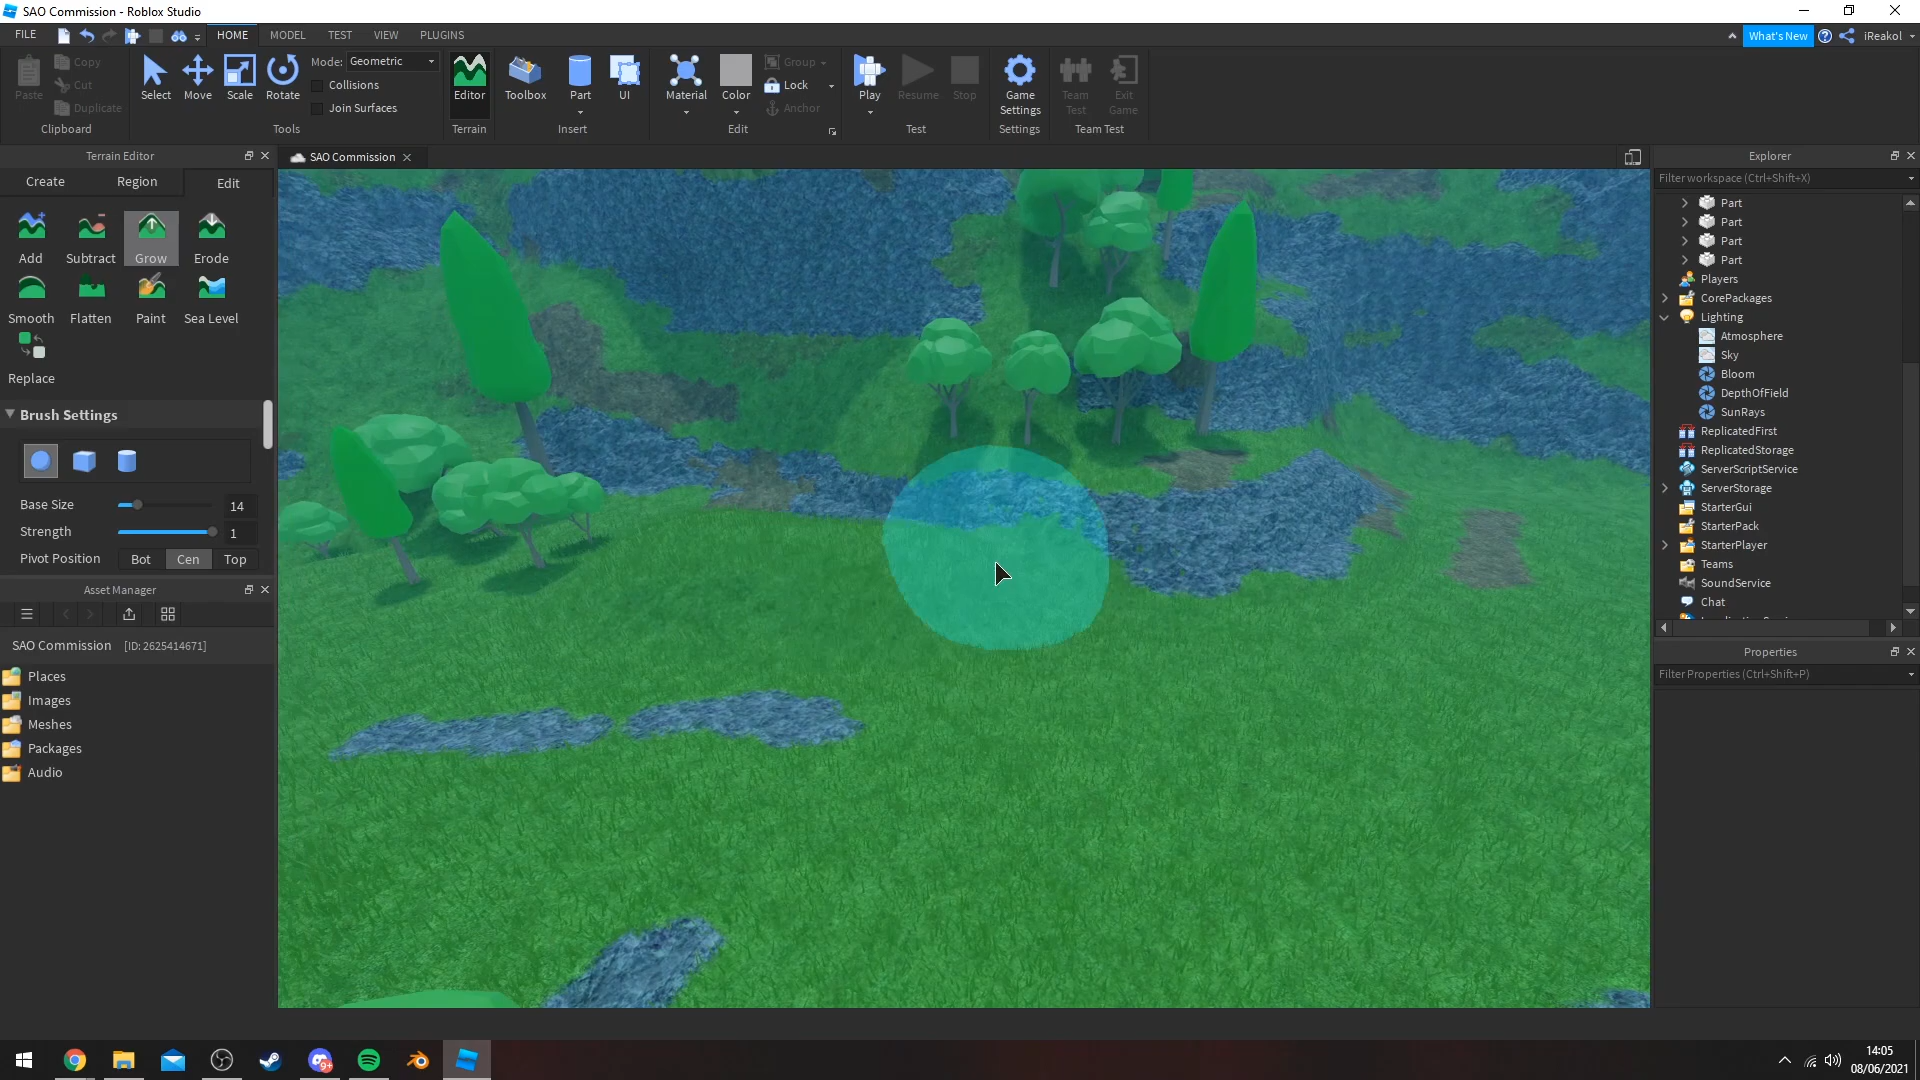 SAO Commission - Roblox Studio
FILE HOME MODEL TEST VIEW PLUGINS What's New iReakol
Paste Copy Cut Duplicate Clipboard
Select Move Scale Rotate Mode: Geometric Collisions Join Surfaces Tools
Editor Terrain
Toolbox Part UI Insert
Material Color Group Lock Anchor Edit
Play Resume Stop Test
Game Settings Settings
Team Test Exit Game Team Test
Terrain Editor
Create Region Edit
Add Subtract Grow Erode
Smooth Flatten Paint Sea Level
Replace
Brush Settings
Base Size 14
Strength 1
Pivot Position Bot Cen Top
Asset Manager
SAO Commission [ID: 2625414671]
Places
Images
Meshes
Packages
Audio
SAO Commission
Explorer
Filter workspace (Ctrl+Shift+X)
Part
Part
Part
Part
Players
CorePackages
Lighting
Atmosphere
Sky
Bloom
DepthOfField
SunRays
ReplicatedFirst
ReplicatedStorage
ServerScriptService
ServerStorage
StarterGui
StarterPack
StarterPlayer
Teams
SoundService
Chat
Properties
Filter Properties (Ctrl+Shift+P)
9+
14:05
08/06/2021